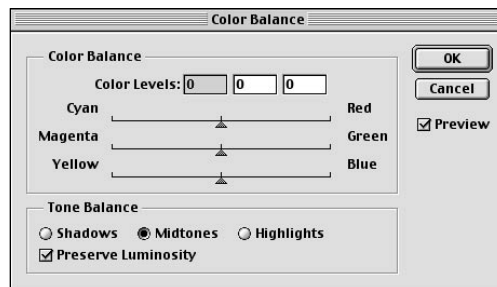 Color Balance
Color Balance
Color Levels: 0 0 0
Cyan Red
Magenta Green
Yellow Blue
Tone Balance
Shadows Midtones Highlights
Preserve Luminosity
OK
Cancel
Preview